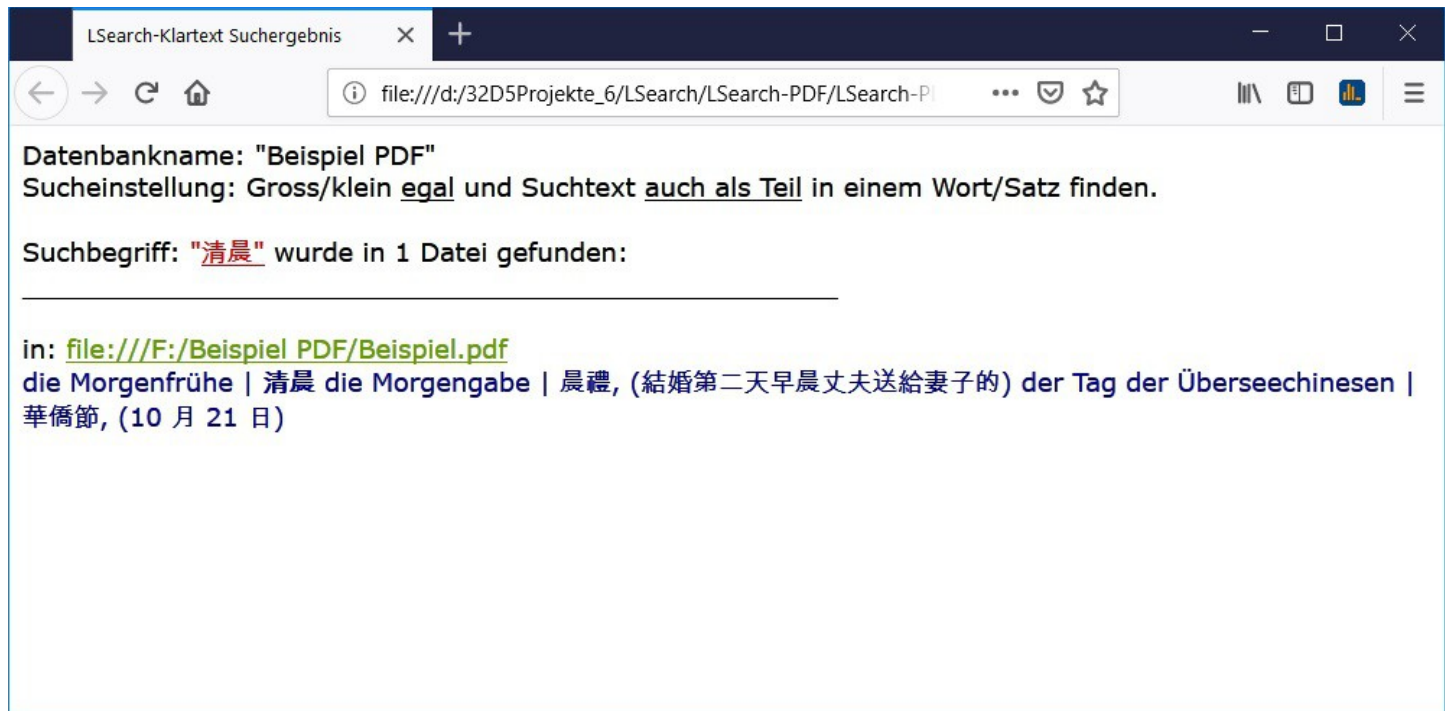 LSearch-Klartext Suchergebnis
file:///d:/32D5Projekte_6/LSearch/LSearch-PDF/LSearch-P
Datenbankname: "Beispiel PDF"
Sucheinstellung: Gross/klein egal und Suchtext auch als Teil in einem Wort/Satz finden.
Suchbegriff: "清晨" wurde in 1 Datei gefunden:
in: file:///F:/Beispiel PDF/Beispiel.pdf
die Morgenfrühe | 清晨 die Morgengabe | 晨禮, (結婚第二天早晨丈夫送給妻子的) der Tag der Überseechinesen |
華僑節, (10 月 21 日)